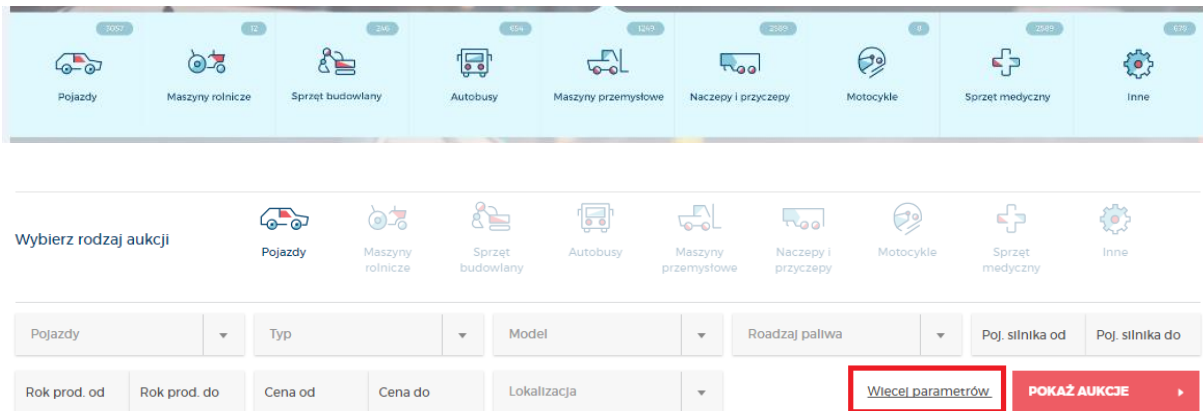 3057 12 246 654 1249 2589 8 2589 678
Pojazdy Maszyny rolnicze Sprzęt budowlany Autobusy Maszyny przemysłowe Naczepy i przyczepy Motocykle Sprzęt medyczny Inne
Wybierz rodzaj aukcji
Pojazdy Maszyny rolnicze Sprzęt budowlany Autobusy Maszyny przemysłowe Naczepy i przyczepy Motocykle Sprzęt medyczny Inne
Pojazdy Typ Model Roadzaj paliwa Poj. silnika od Poj. silnika do
Rok prod. od Rok prod. do Cena od Cena do Lokalizacja Więcej parametrów POKAŻ AUKCJE